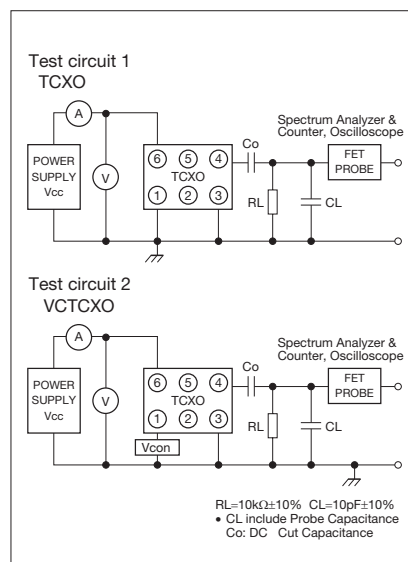 Test circuit 1
TCXO
A
Spectrum Analyzer &
Counter, Oscilloscope
Co
POWER
SUPPLY
Vcc
V
6 5 4
TCXO
1 2 3
RL
CL
FET
PROBE
Test circuit 2
VCTCXO
A
Spectrum Analyzer &
Counter, Oscilloscope
Co
POWER
SUPPLY
Vcc
V
6 5 4
TCXO
1 2 3
Vcon
RL
CL
FET
PROBE
RL=10kΩ±10% CL=10pF±10%
• CL include Probe Capacitance
Co: DC Cut Capacitance